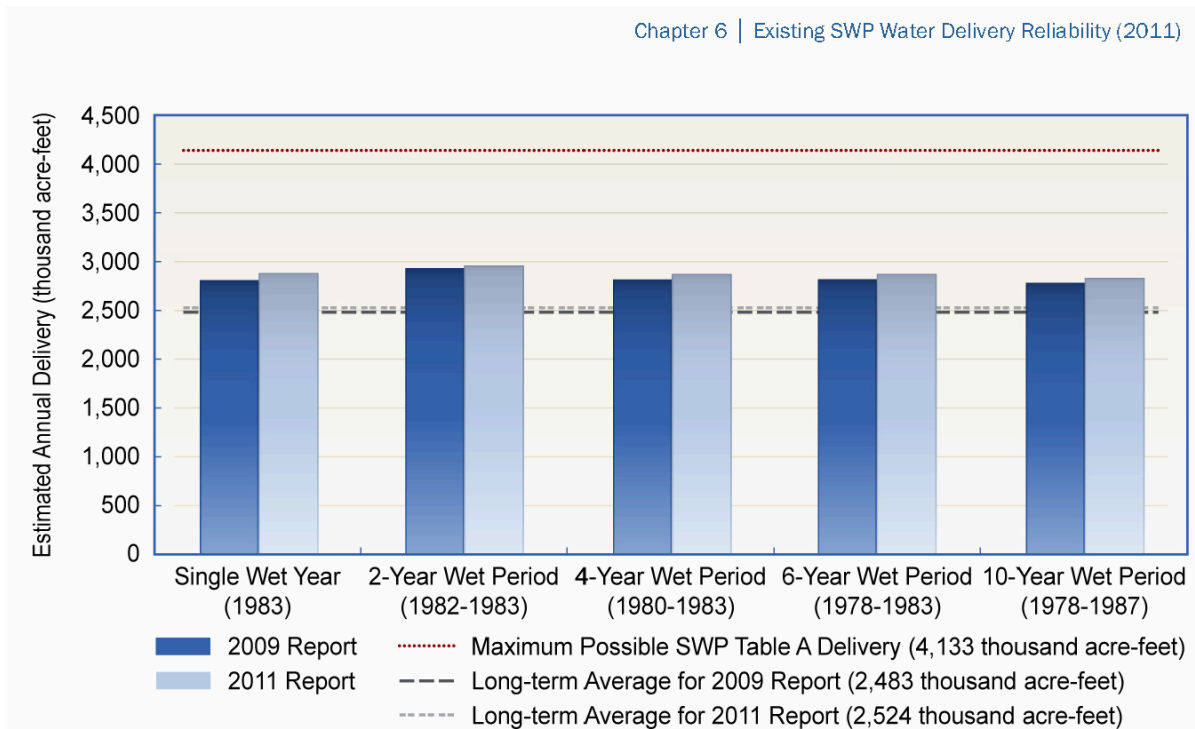 Chapter 6 | Existing SWP Water Delivery Reliability (2011)
Estimated Annual Delivery (thousand acre-feet)
4,500
4,000
3,500
3,000
2,500
2,000
1,500
1,000
500
0
Single Wet Year 2-Year Wet Period 4-Year Wet Period 6-Year Wet Period 10-Year Wet Period
(1983) (1982-1983) (1980-1983) (1978-1983) (1978-1987)
2009 Report Maximum Possible SWP Table A Delivery (4,133 thousand acre-feet)
2011 Report Long-term Average for 2009 Report (2,483 thousand acre-feet)
Long-term Average for 2011 Report (2,524 thousand acre-feet)